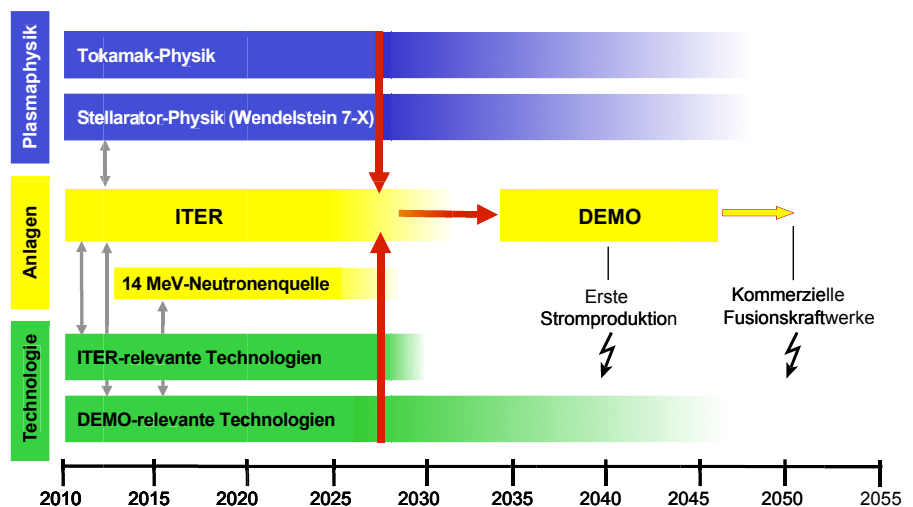 Plasmaphysik
Tokamak-Physik
Stellarator-Physik (Wendelstein 7-X)
Anlagen
ITER
DEMO
14 MeV-Neutronenquelle
Erste
Stromproduktion
Kommerzielle
Fusionskraftwerke
Technologie
ITER-relevante Technologien
DEMO-relevante Technologien
2010 2015 2020 2025 2030 2035 2040 2045 2050 2055